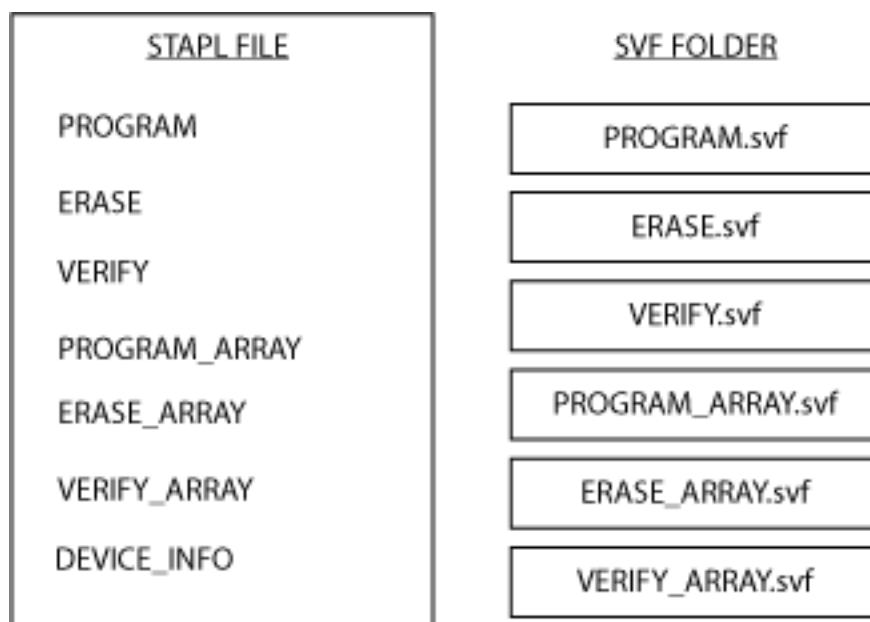 STAPL FILE
PROGRAM
ERASE
VERIFY
PROGRAM_ARRAY
ERASE_ARRAY
VERIFY_ARRAY
DEVICE_INFO
SVF FOLDER
PROGRAM.svf
ERASE.svf
VERIFY.svf
PROGRAM_ARRAY.svf
ERASE_ARRAY.svf
VERIFY_ARRAY.svf